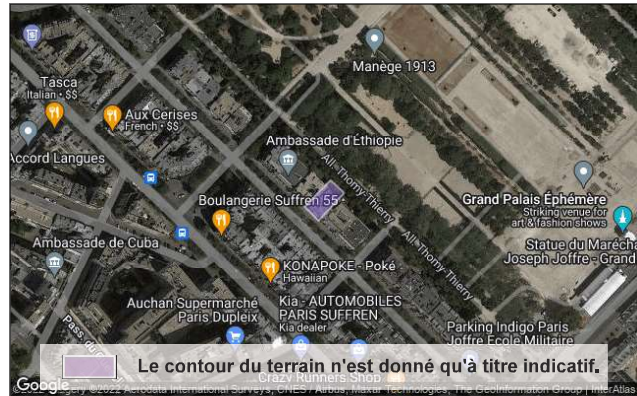 Manège 1913
Tasca
Italian • $$
Aux Cerises
French • $$
Accord Langues
Ambassade d'Éthiopie
All. Thomy-Thierry
Boulangerie Suffren 55
Grand Palais Éphémère
Striking venue for
art & fashion shows
Statue du Marécha
Joseph Joffre - Grand
All. Thomy-Thierry
Ambassade de Cuba
KONAPOKE - Poké
Hawaiian
Auchan Supermarché
Paris Dupleix
Kia - AUTOMOBILES
PARIS SUFFREN
Kia dealer
Parking Indigo Paris
Joffre Ecole Militaire
Le contour du terrain n'est donné qu'à titre indicatif.
Crazy Runners Shop
Google
©2022 Aerodata International Surveys, CNES / Airbus, Maxar Technologies, The GeoInformation Group | InterAtlas